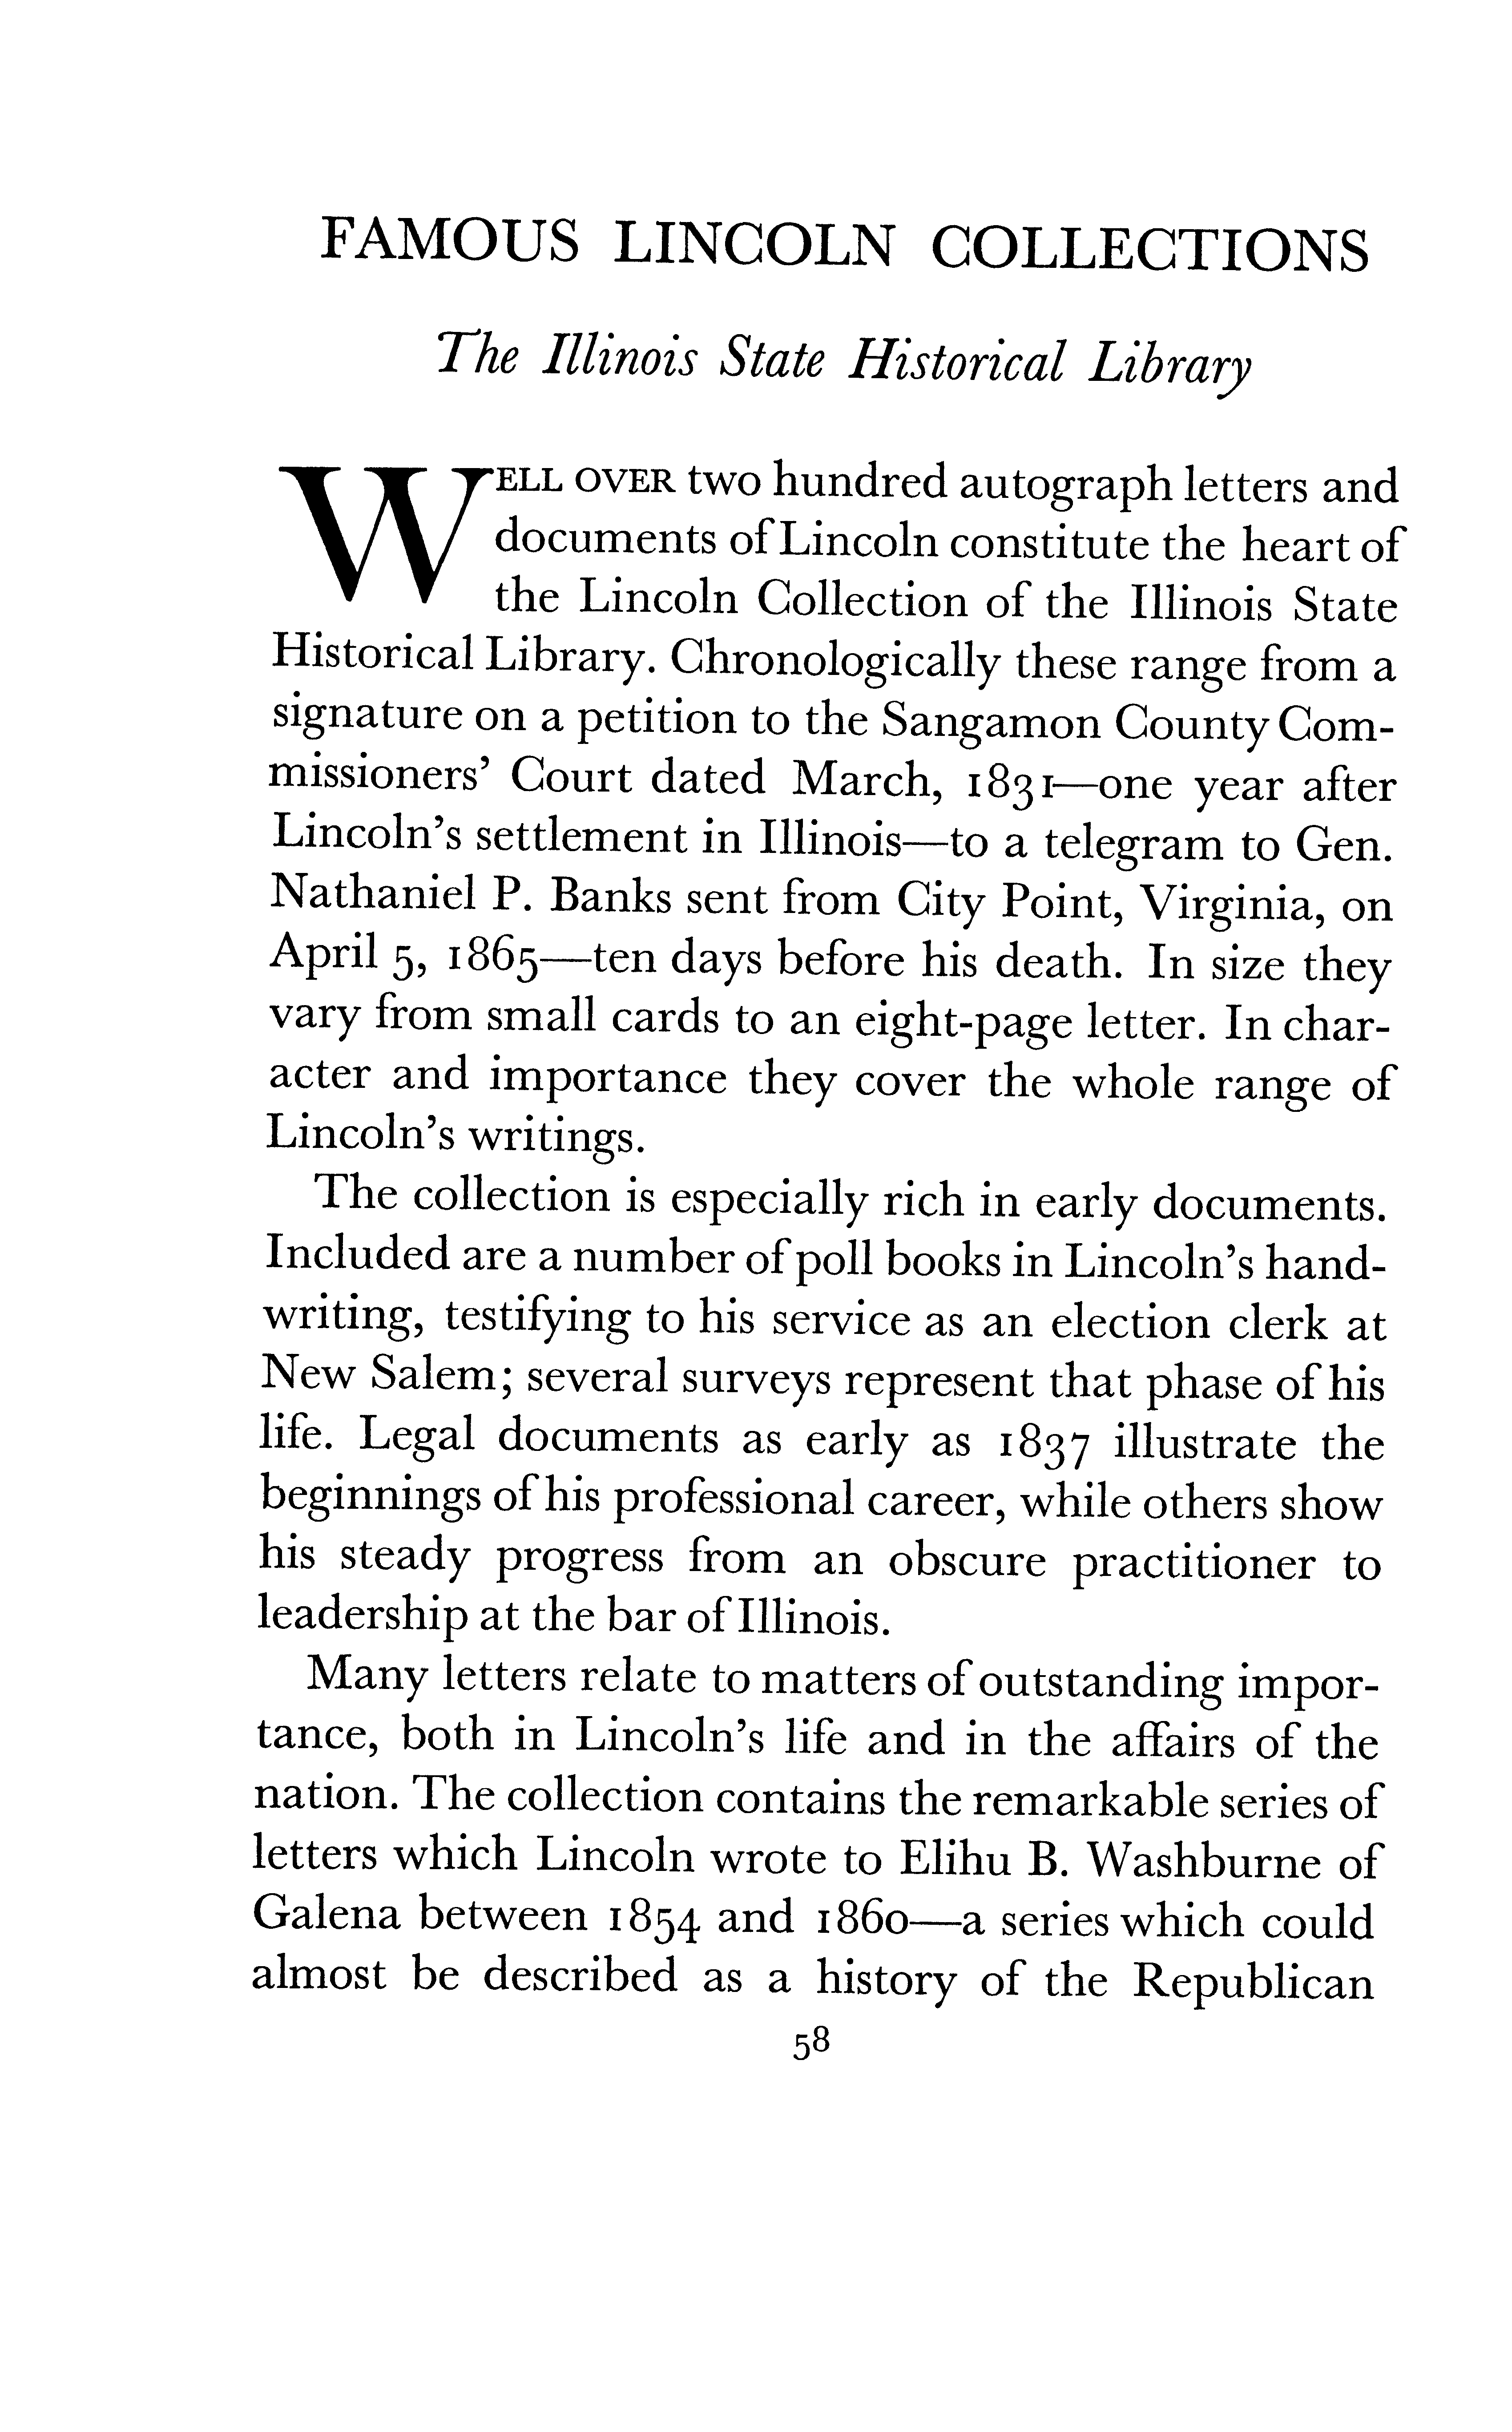 FAMOUS LINCOLN COLLECTIONS
The Illinois State Historical Library
WELL OVER two hundred autograph letters and
documents of Lincoln constitute the heart of
the Lincoln Collection of the Illinois State
Historical Library. Chronologically these range from a
signature on a petition to the Sangamon County Com-
missioners’ Court dated March, 1831—one year after
Lincoln’s settlement in Illinois—to a telegram to Gen.
Nathaniel P. Banks sent from City Point, Virginia, on
April 5, 1865—ten days before his death. In size they
vary from small cards to an eight-page letter. In char-
acter and importance they cover the whole range of
Lincoln’s writings.
The collection is especially rich in early documents.
Included are a number of poll books in Lincoln’s hand-
writing, testifying to his service as an election clerk at
New Salem; several surveys represent that phase of his
life. Legal documents as early as 1837 illustrate the
beginnings of his professional career, while others show
his steady progress from an obscure practitioner to
leadership at the bar of Illinois.
Many letters relate to matters of outstanding impor-
tance, both in Lincoln’s life and in the affairs of the
nation. The collection contains the remarkable series of
letters which Lincoln wrote to Elihu B. Washburne of
Galena between 1854 and 1860—a series which could
almost be described as a history of the Republican
58